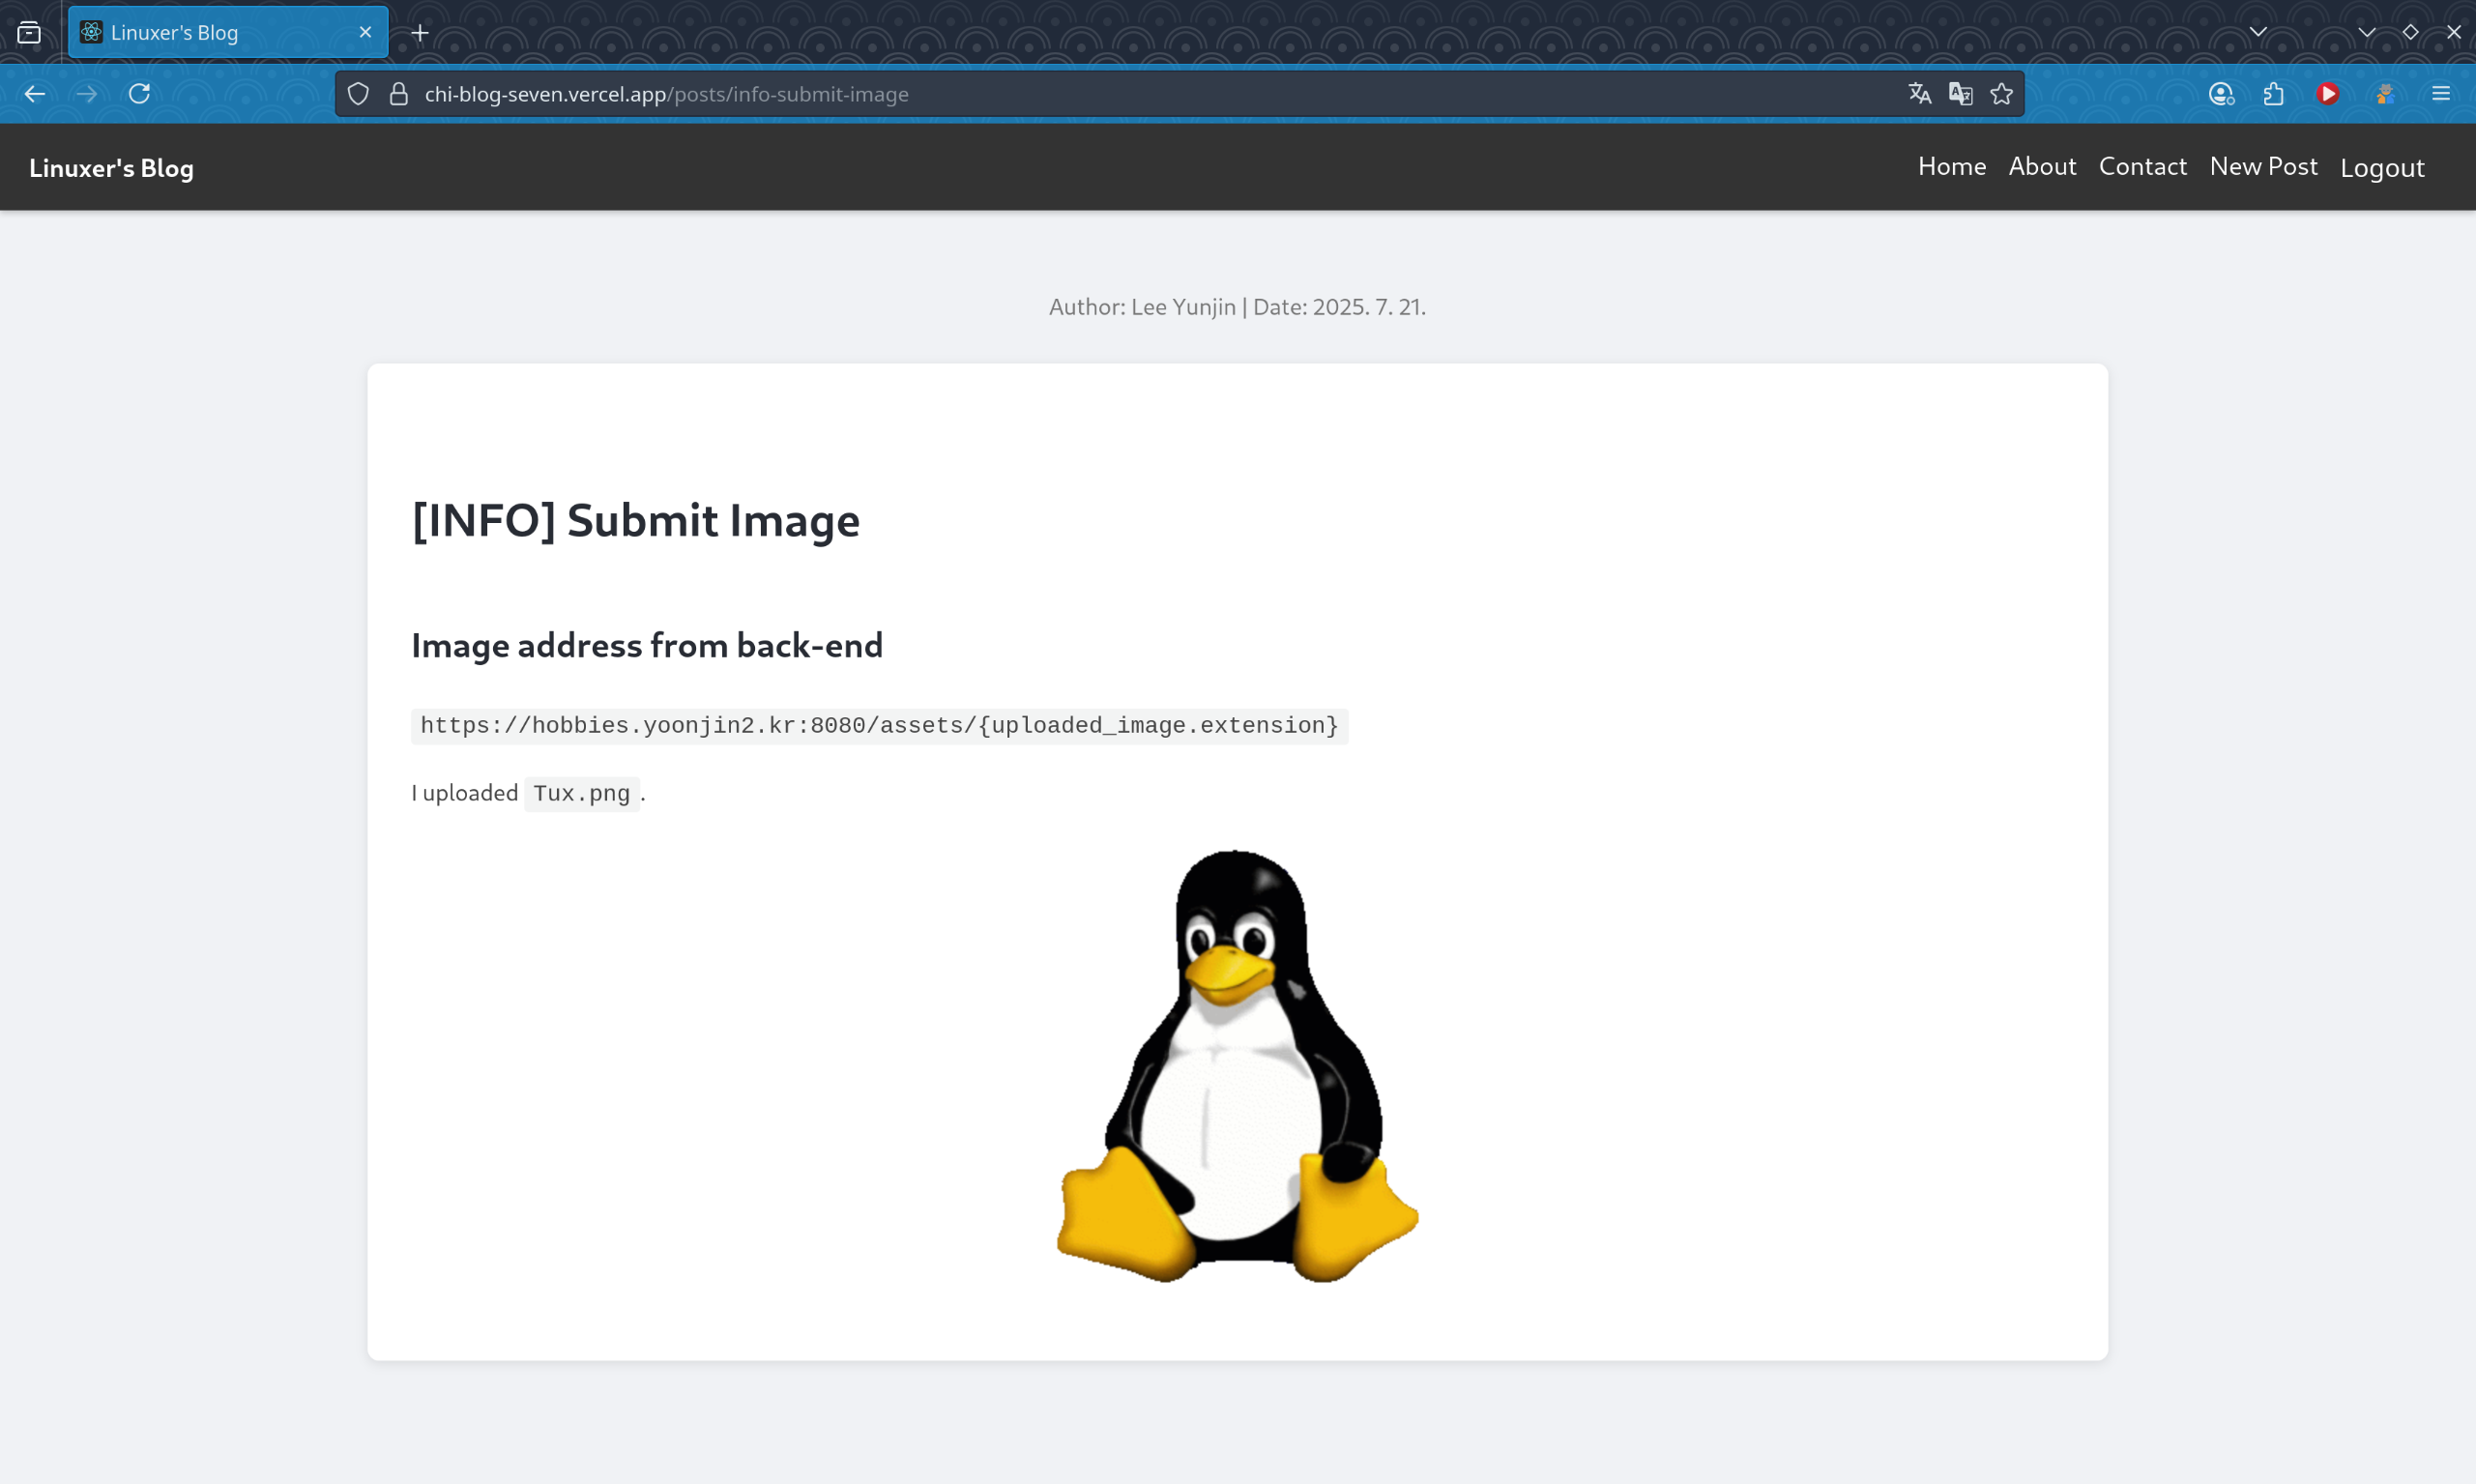 Linuxer's Blog
chi-blog-seven.vercel.app/posts/info-submit-image
Linuxer's Blog
Home About Contact New Post Logout
Author: Lee Yunjin | Date: 2025. 7. 21.
[INFO] Submit Image
Image address from back-end
https://hobbies.yoonjin2.kr:8080/assets/{uploaded_image.extension}
I uploaded Tux.png.